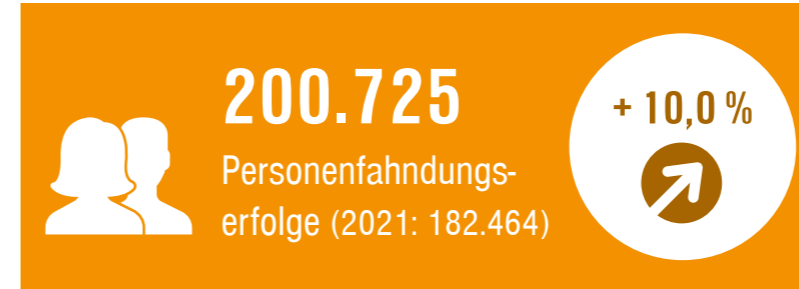 200.725
Personenfahndungs-
erfolge (2021: 182.464)
+ 10,0 %